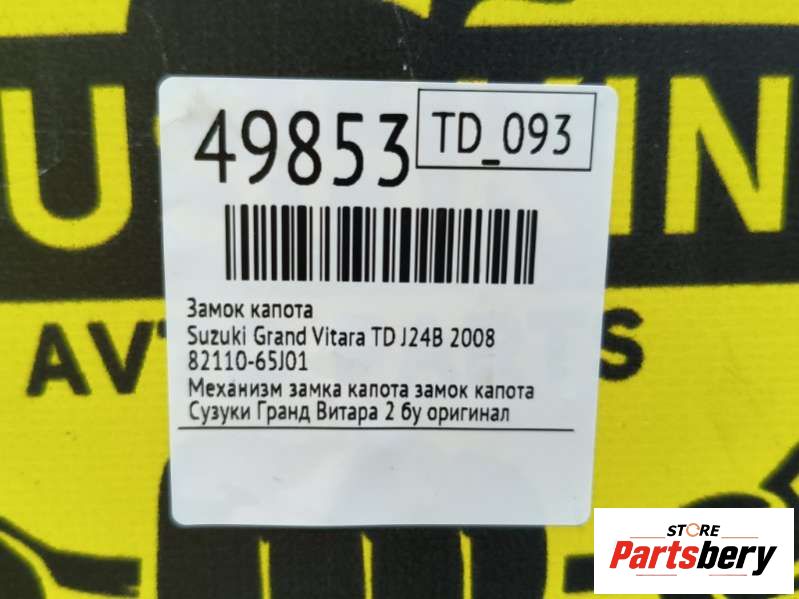 49853
TD_093
Замок капота
Suzuki Grand Vitara TD J24B 2008
82110-65J01
Механизм замка капота замок капота
Сузуки Гранд Витара 2 бу оригинал
STORE
Partsbery